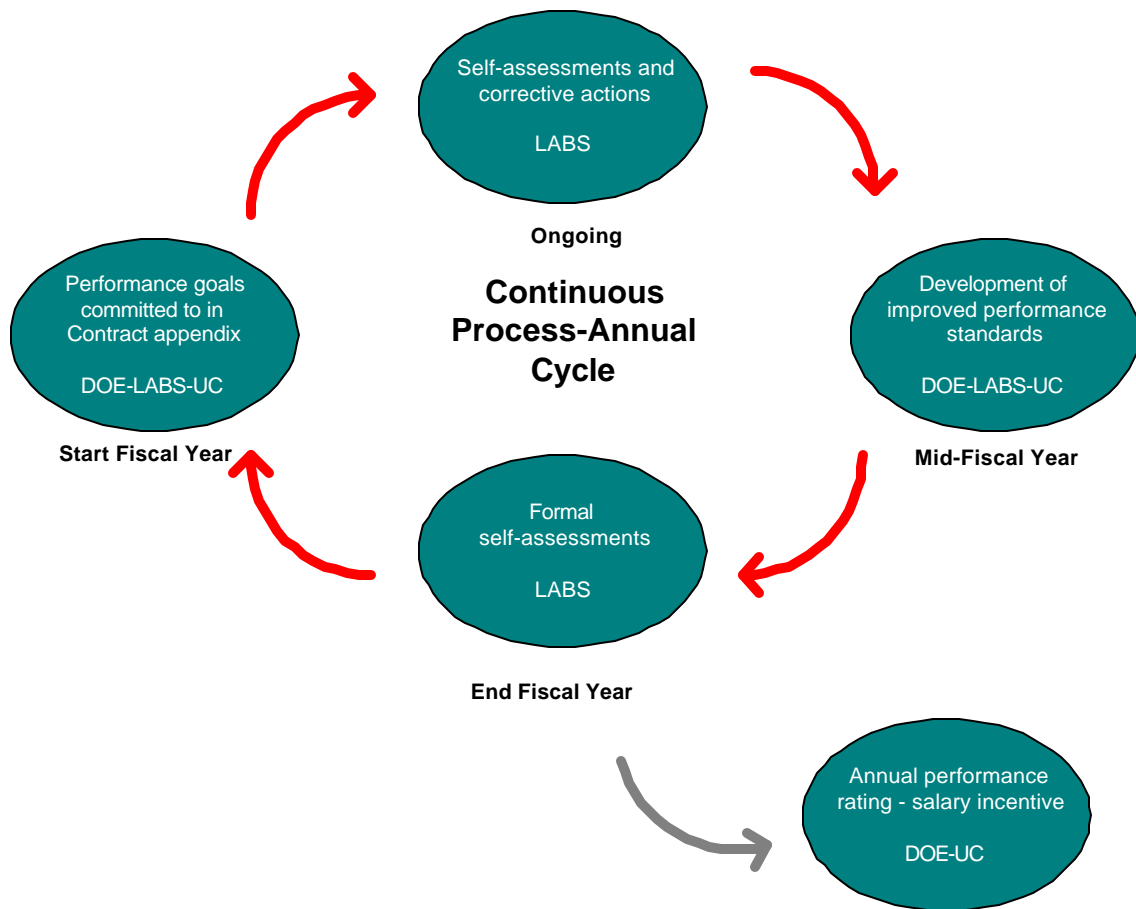 Self-assessments and
corrective actions
LABS
Ongoing
Performance goals
committed to in
Contract appendix
DOE-LABS-UC
Start Fiscal Year
Continuous
Process-Annual
Cycle
Development of
improved performance
standards
DOE-LABS-UC
Mid-Fiscal Year
Formal
self-assessments
LABS
End Fiscal Year
Annual performance
rating - salary incentive
DOE-UC